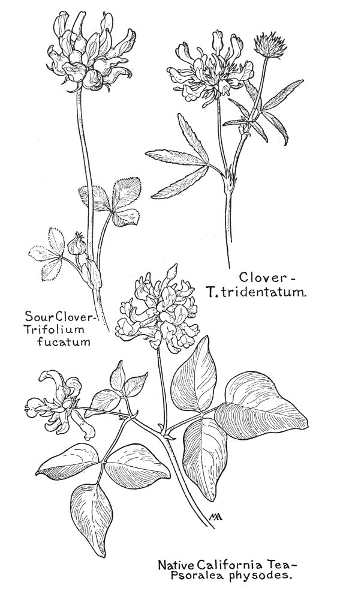 Sour Clover-
Trifolium
fucatum
Clover-
T. tridentatum.
Native California Tea-
Psoralea physodes.